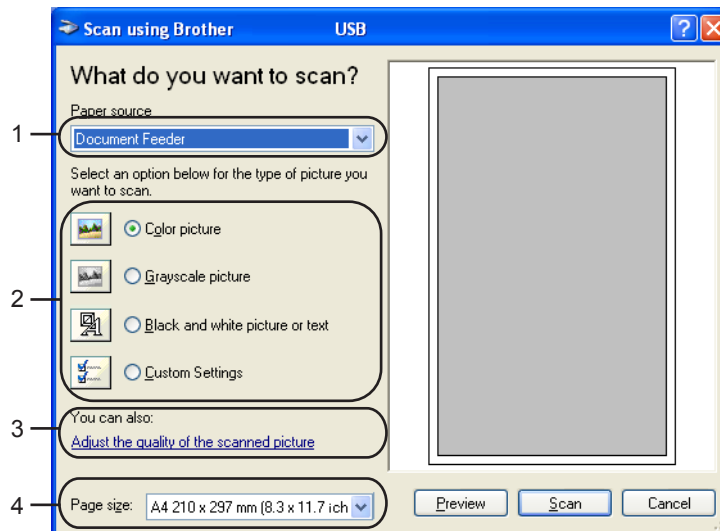 Scan using Brother USB
What do you want to scan?
Paper source
1
Document Feeder
Select an option below for the type of picture you
want to scan.
Color picture
Grayscale picture
2
Black and white picture or text
Custom Settings
You can also:
3
Adjust the quality of the scanned picture
4
Page size: A4 210 x 297 mm (8.3 x 11.7 ich
Preview Scan Cancel